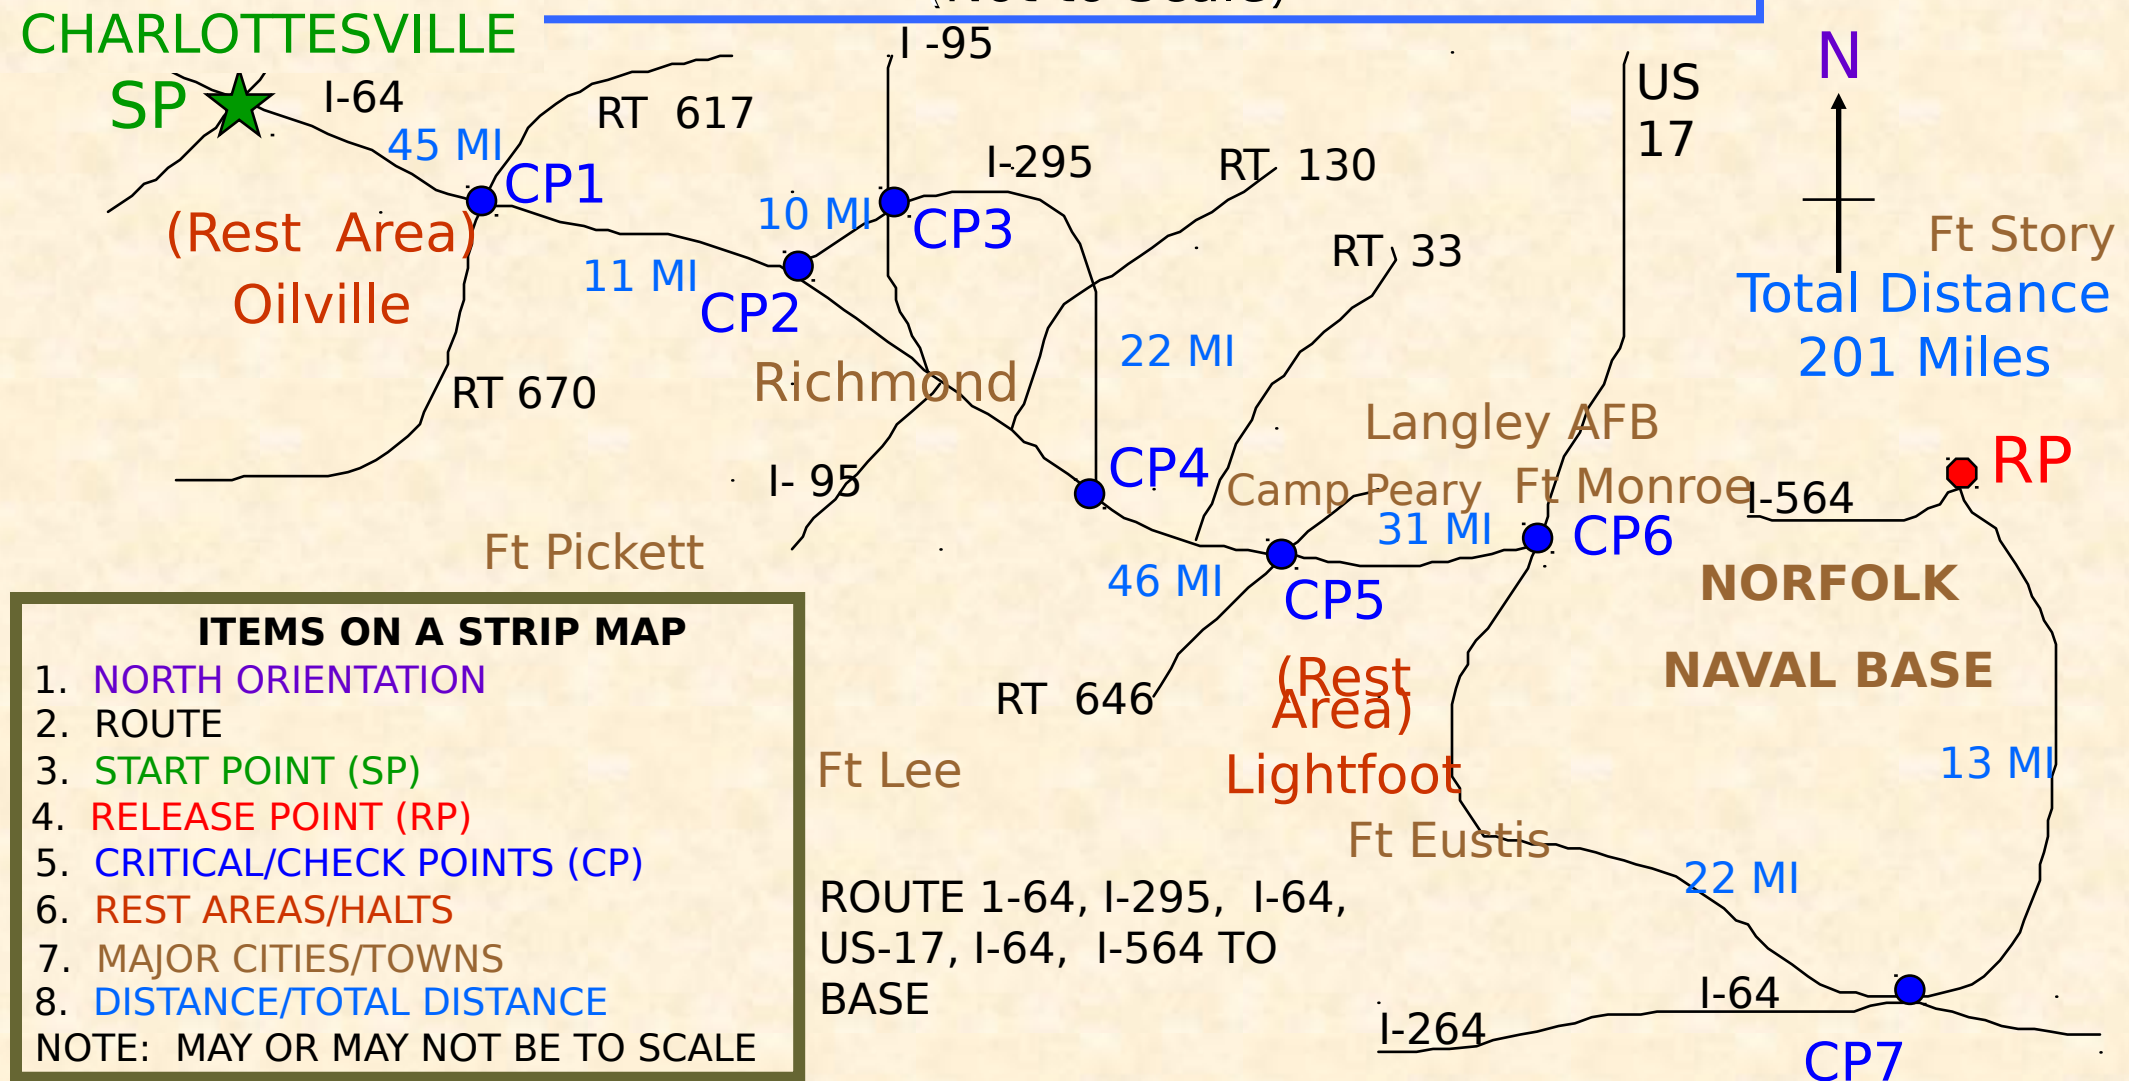 (Not to Scale)
CHARLOTTESVILLE
SP
I-64
45 MI
CP1
RT 617
I -95
I-295
RT 130
US
17
N
(Rest Area)
Oilville
11 MI
10 MI
CP2
CP3
RT 33
Ft Story
Total Distance
201 Miles
RT 670
Richmond
22 MI
I- 95
CP4
Langley AFB
Camp Peary
Ft Monroe
31 MI
I-564
RP
Ft Pickett
46 MI
CP5
CP6
NORFOLK
NAVAL BASE
RT 646
(Rest
Area)
Lightfoot
Ft Lee
Ft Eustis
13 MI
22 MI
ROUTE 1-64, I-295, I-64,
US-17, I-64, I-564 TO
BASE
I-64
I-264
CP7
ITEMS ON A STRIP MAP
1. NORTH ORIENTATION
2. ROUTE
3. START POINT (SP)
4. RELEASE POINT (RP)
5. CRITICAL/CHECK POINTS (CP)
6. REST AREAS/HALTS
7. MAJOR CITIES/TOWNS
8. DISTANCE/TOTAL DISTANCE
NOTE: MAY OR MAY NOT BE TO SCALE